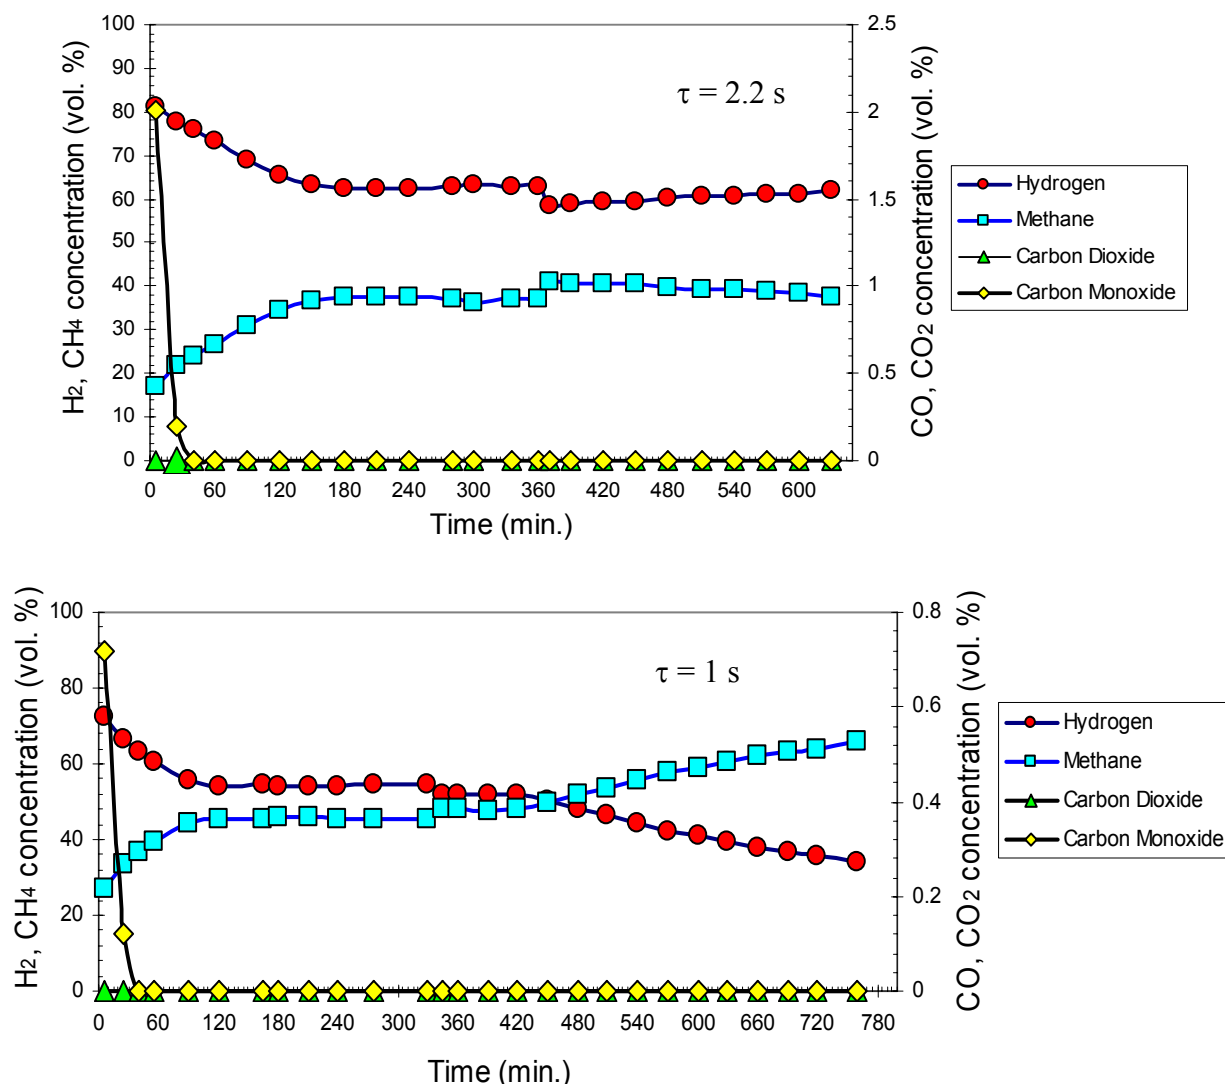 H2, CH4 concentration (vol. %)
100
90
80
70
60
50
40
30
20
10
0
τ = 2.2 s
2.5
2
1.5
1
0.5
0
CO, CO2 concentration (vol. %)
0 60 120 180 240 300 360 420 480 540 600
Time (min.)
Hydrogen
Methane
Carbon Dioxide
Carbon Monoxide
H2, CH4 concentration (vol. %)
100
80
60
40
20
0
τ = 1 s
0.8
0.6
0.4
0.2
0
CO, CO2 concentration (vol. %)
0 60 120 180 240 300 360 420 480 540 600 660 720 780
Time (min.)
Hydrogen
Methane
Carbon Dioxide
Carbon Monoxide